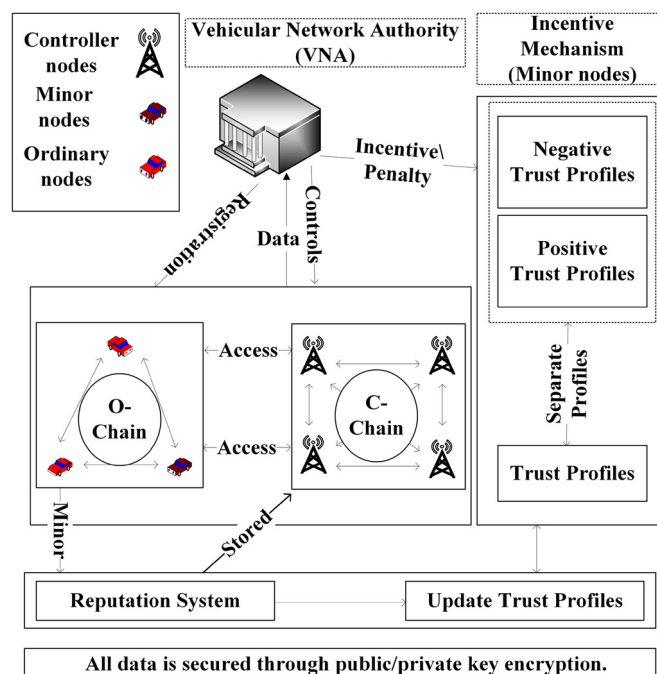 Controller
nodes
Minor
nodes
Ordinary
nodes
Vehicular Network Authority
(VNA)
Incentive
Mechanism
(Minor nodes)
Incentive\
Penalty
Registration
Data
Controls
Negative
Trust Profiles
Positive
Trust Profiles
Separate
Profiles
Trust Profiles
O-
Chain
Access
Access
C-
Chain
Minor
Stored
Reputation System
Update Trust Profiles
All data is secured through public/private key encryption.